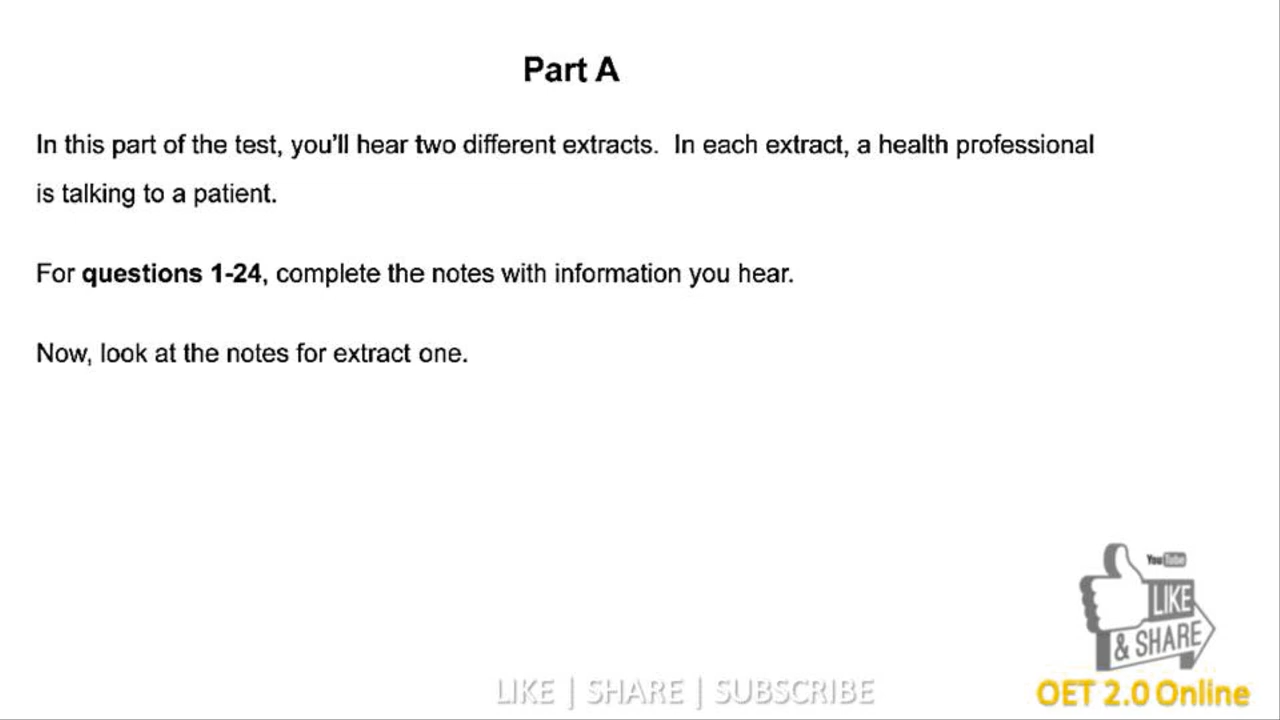 Part A
In this part of the test, you'll hear two different extracts.  In each extract, a health professional
is talking to a patient.
For questions 1-24, complete the notes with information you hear.
Now, look at the notes for extract one.
YouTube
LIKE
& SHARE
LIKE | SHARE | SUBSCRIBE
OET 2.0 Online